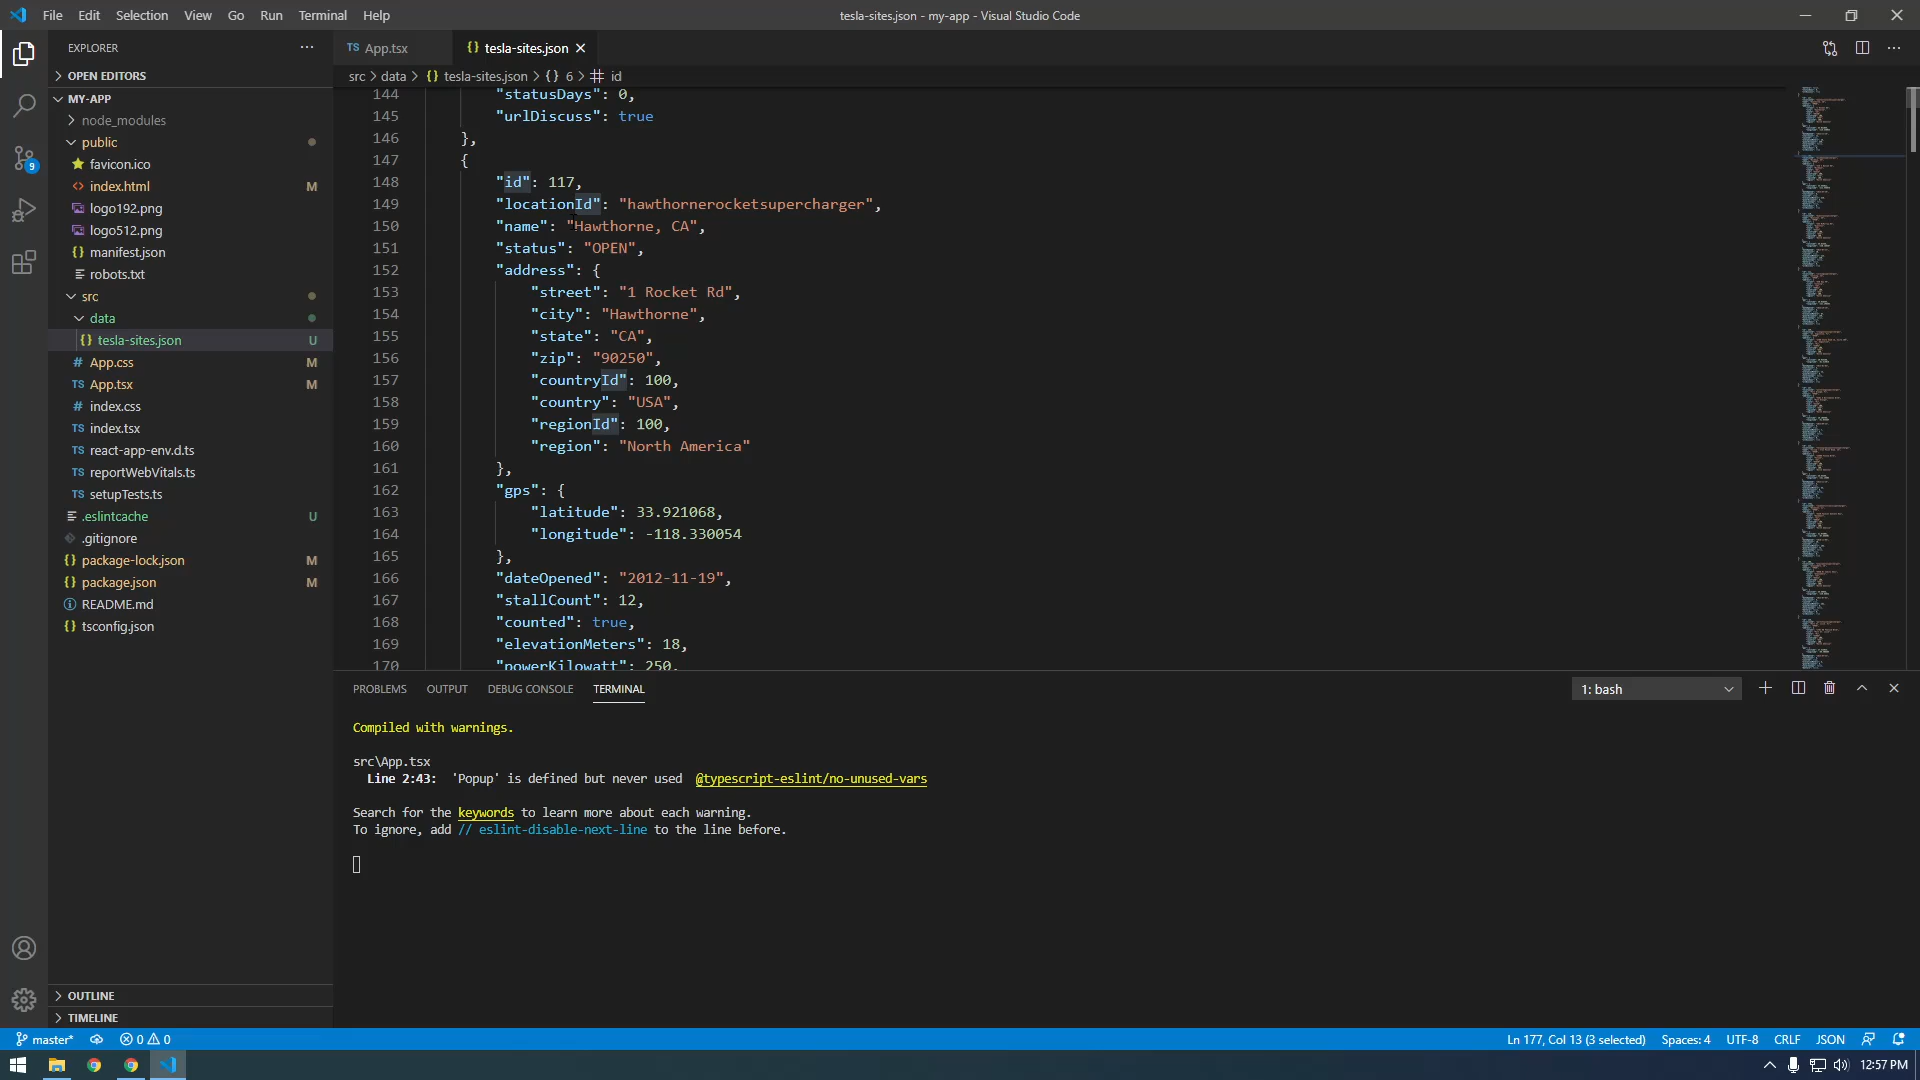 File Edit Selection View Go Run Terminal Help
tesla-sites.json - my-app - Visual Studio Code
EXPLORER
OPEN EDITORS
MY-APP
node_modules
public
favicon.ico
index.html M
logo192.png
logo512.png
manifest.json
robots.txt
src
data
tesla-sites.json U
App.css M
App.tsx M
index.css
index.tsx
react-app-env.d.ts
reportWebVitals.ts
setupTests.ts
.eslintcache U
.gitignore
package-lock.json M
package.json M
README.md
tsconfig.json
OUTLINE
TIMELINE
TS App.tsx
{} tesla-sites.json
src > data > {} tesla-sites.json > {} 6 > # id
144 "statusDays": 0,
145 "urlDiscuss": true
146 },
147 {
148 "id": 117,
149 "locationId": "hawthornerocketsupercharger",
150 "name": "Hawthorne, CA",
151 "status": "OPEN",
152 "address": {
153 "street": "1 Rocket Rd",
154 "city": "Hawthorne",
155 "state": "CA",
156 "zip": "90250",
157 "countryId": 100,
158 "country": "USA",
159 "regionId": 100,
160 "region": "North America"
161 },
162 "gps": {
163 "latitude": 33.921068,
164 "longitude": -118.330054
165 },
166 "dateOpened": "2012-11-19",
167 "stallCount": 12,
168 "counted": true,
169 "elevationMeters": 18,
170 "powerKilowatt": 250,
PROBLEMS OUTPUT DEBUG CONSOLE TERMINAL
1: bash
Compiled with warnings.
src\App.tsx
Line 2:43: 'Popup' is defined but never used @typescript-eslint/no-unused-vars
Search for the keywords to learn more about each warning.
To ignore, add // eslint-disable-next-line to the line before.
master* 0 0
Ln 177, Col 13 (3 selected) Spaces: 4 UTF-8 CRLF JSON
12:57 PM